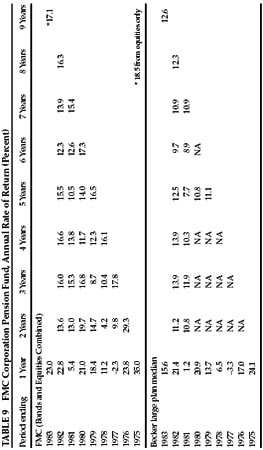 TABLE 9 FMC Corporation Pension Fund, Annual Rate of Return (Percent)
Period ending 1 Year 2 Years 3 Years 4 Years 5 Years 6 Years 7 Years 8 Years 9 Years
FMC (Bonds and Equities Combined)
1983 23.0 *17.1
1982 22.8 13.6 16.0 16.6 15.5 12.3 13.9 16.3
1981 5.4 13.0 15.3 13.8 10.5 12.6 15.4
1980 21.0 19.7 16.8 11.7 14.0 17.3
1979 18.4 14.7 8.7 12.3 16.5
1978 11.2 4.2 10.4 16.1
1977 -2.3 9.8 17.8
1976 23.8 29.3
1975 35.0 * 18.5 from equities only
Becker large plan median
1983 15.6 12.6
1982 21.4 11.2 13.9 13.9 12.5 9.7 10.9 12.3
1981 1.2 10.8 11.9 10.3 7.7 8.9 10.9
1980 20.9 NA NA NA 10.8 NA
1979 13.7 NA NA NA 11.1
1978 6.5 NA NA NA
1977 -3.3 NA NA
1976 17.0 NA
1975 24.1